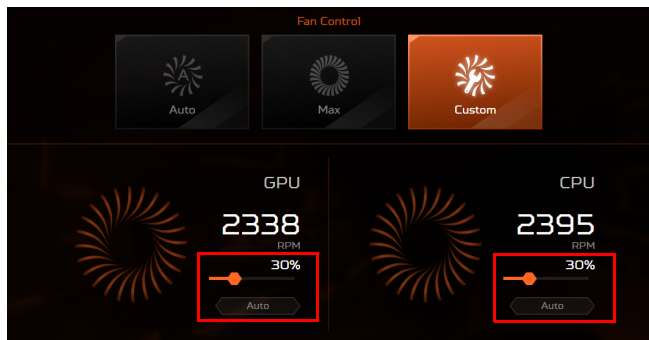 Fan Control
A
Auto
Max
Custom
GPU
2338
RPM
30%
Auto
CPU
2395
RPM
30%
Auto